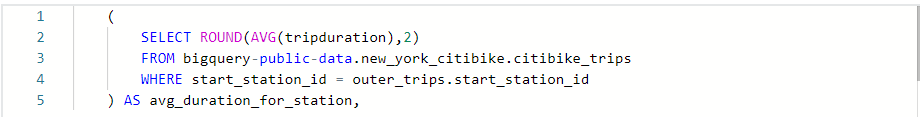 1 (
2 SELECT ROUND(AVG(tripduration),2)
3 FROM bigquery-public-data.new_york_citibike.citibike_trips
4 WHERE start_station_id = outer_trips.start_station_id
5 ) AS avg_duration_for_station,